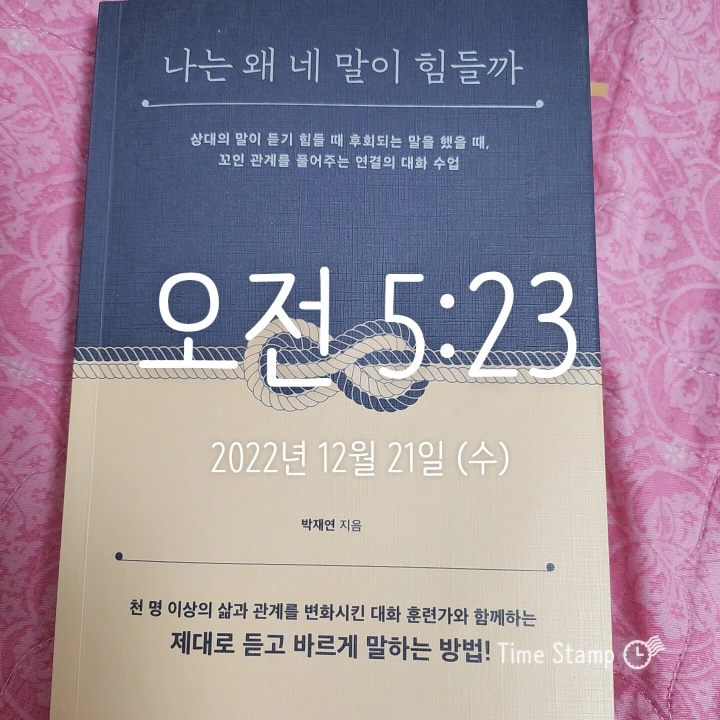 나는 왜 네 말이 힘들까
상대의 말이 듣기 힘들 때 후회되는 말을 했을 때,
꼬인 관계를 풀어주는 연결의 대화 수업
오전 5:23
2022년 12월 21일 (수)
박재연 지음
천 명 이상의 삶과 관계를 변화시킨 대화 훈련가와 함께하는
제대로 듣고 바르게 말하는 방법!
Time Stamp